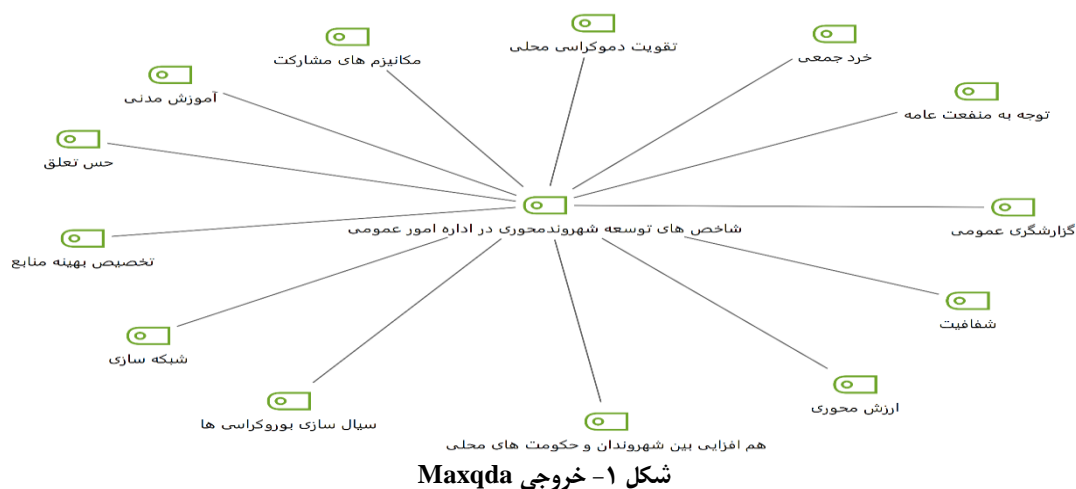 تقویت دموکراسی محلی
خرد جمعی
مکانیزم های مشارکت
آموزش مدنی
توجه به منفعت عامه
حس تعلق
شاخص های توسعه شهروندمحوری در اداره امور عمومی
گزارشگری عمومی
تخصیص بهینه منابع
شفافیت
شبکه سازی
ارزش محوری
سیال سازی بوروکراسی ها
هم افزایی بین شهروندان و حکومت های محلی
شکل ۱- خروجی Maxqda